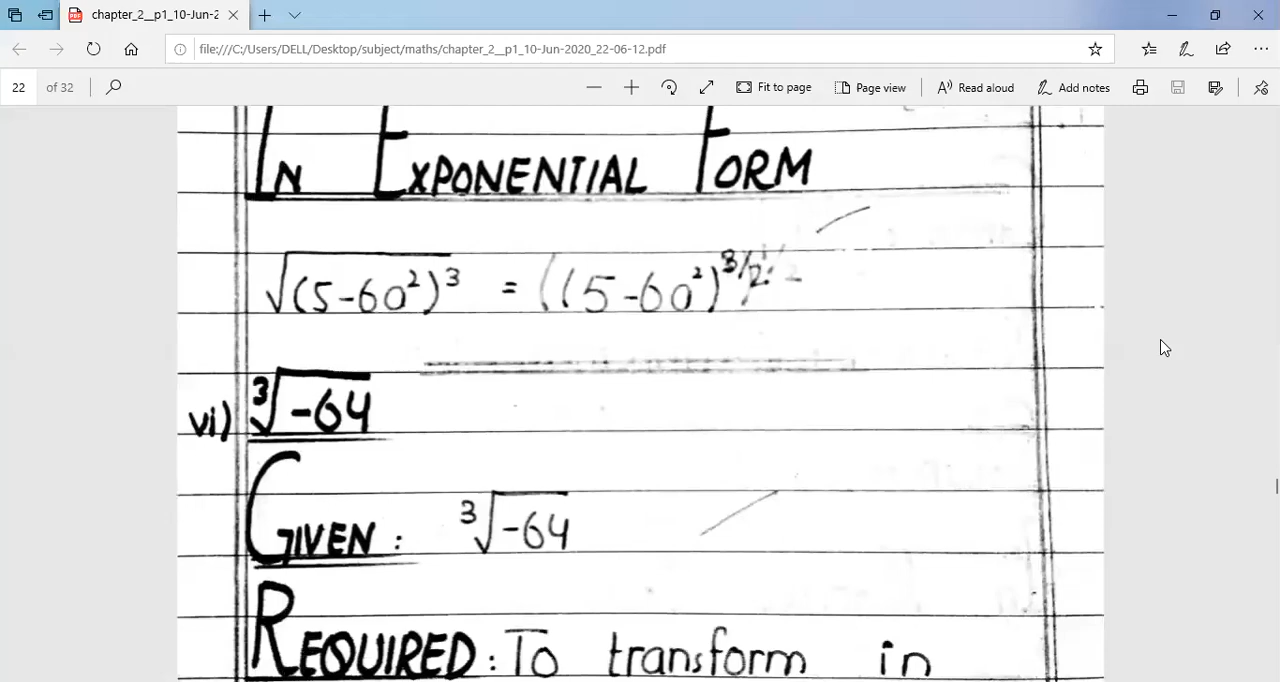 chapter_2_p1_10-Jun-2
file:///C:/Users/DELL/Desktop/subject/maths/chapter_2__p1_10-Jun-2020_22-06-12.pdf
22 of 32 Fit to page Page view Read aloud Add notes
IN EXPONENTIAL FORM
√(5-6a²)³ = ((5-6a²)^3/2
vi) ³√-64
GIVEN: ³√-64
REQUIRED: To transform in